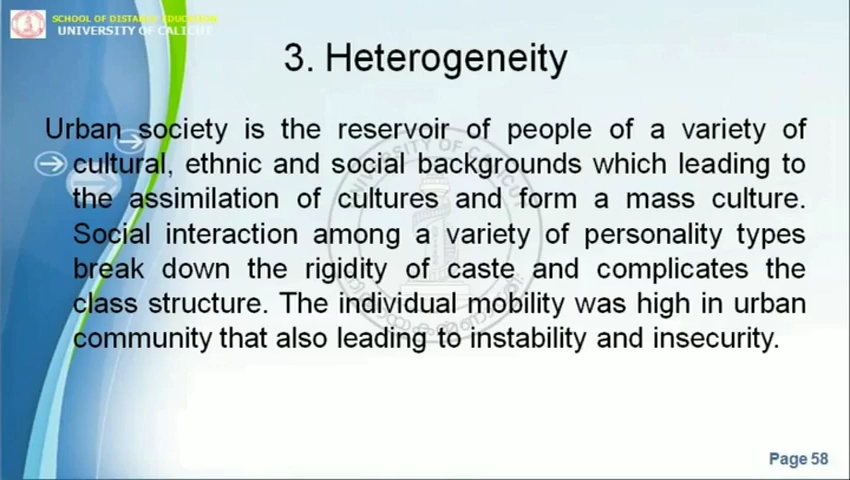 SCHOOL OF DISTANCE EDUCATION
UNIVERSITY OF CALICUT
3. Heterogeneity
Urban society is the reservoir of people of a variety of
cultural, ethnic and social backgrounds which leading to
the assimilation of cultures and form a mass culture.
Social interaction among a variety of personality types
break down the rigidity of caste and complicates the
class structure. The individual mobility was high in urban
community that also leading to instability and insecurity.
UNIVERSITY OF CALICUT
Page 58